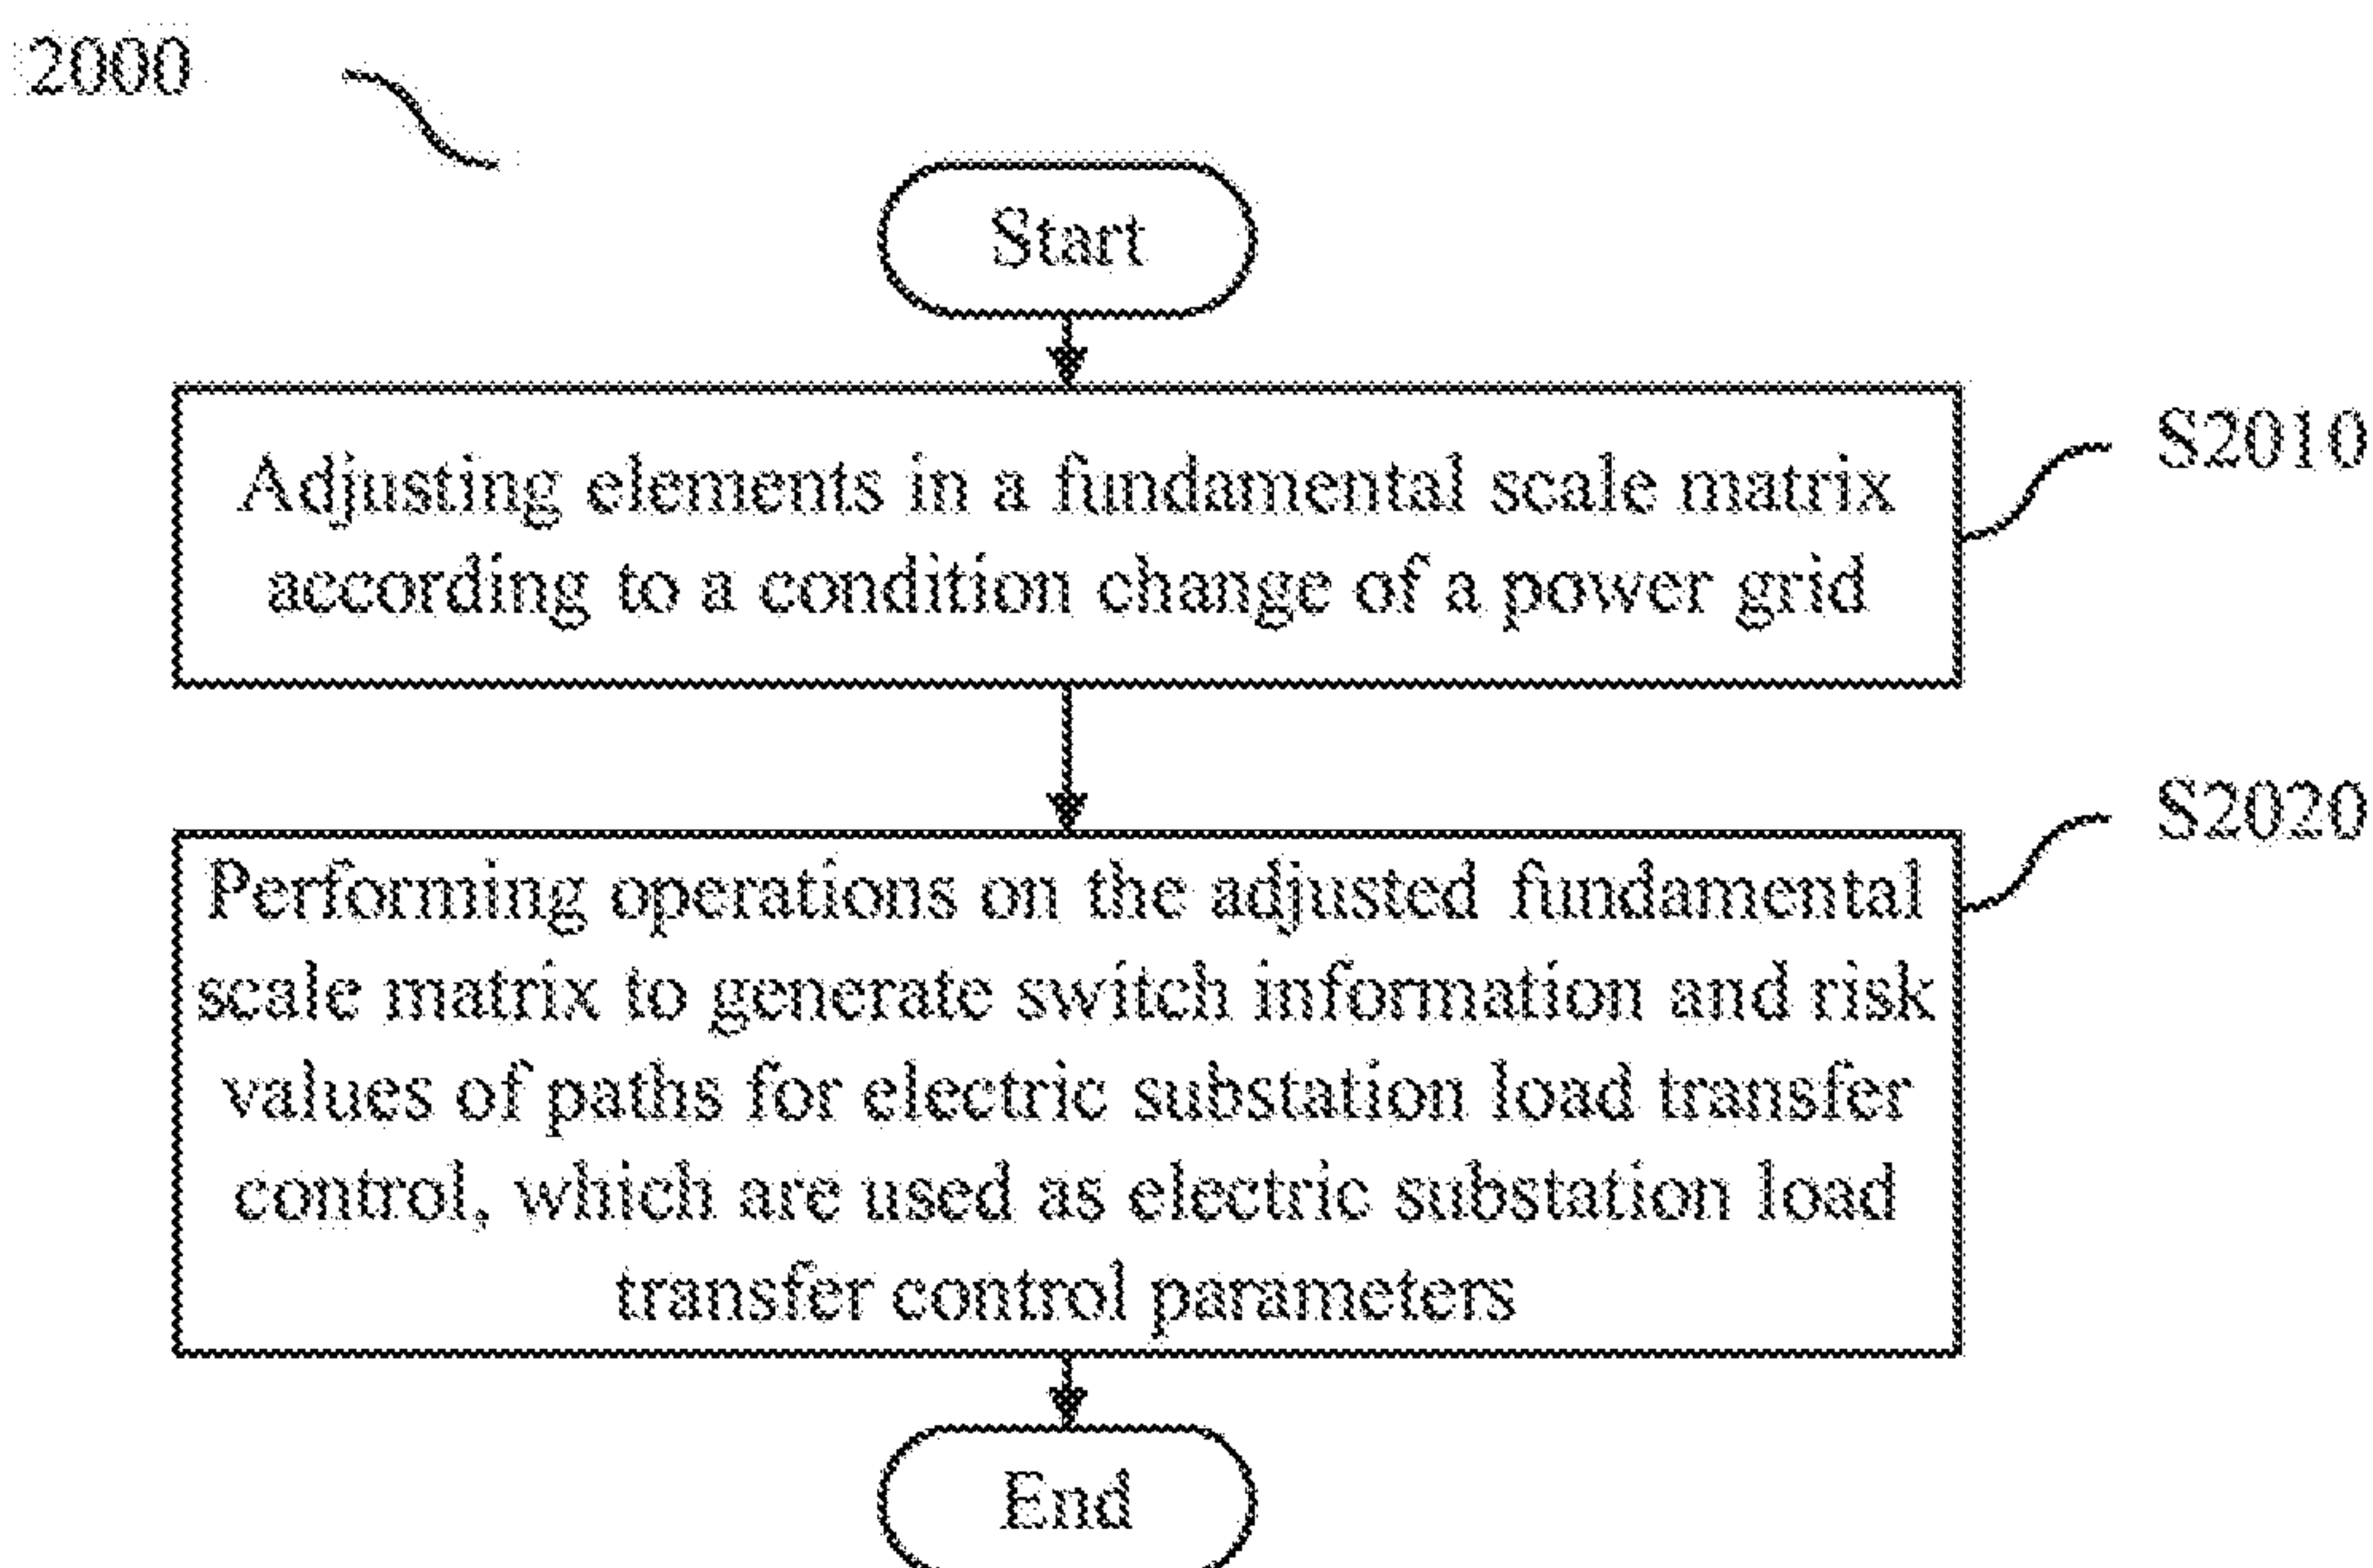 2000
Start
Adjusting elements in a fundamental scale matrix
according to a condition change of a power grid
S2010
Performing operations on the adjusted fundamental
scale matrix to generate switch information and risk
values of paths for electric substation load transfer
control, which are used as electric substation load
transfer control parameters
S2020
End